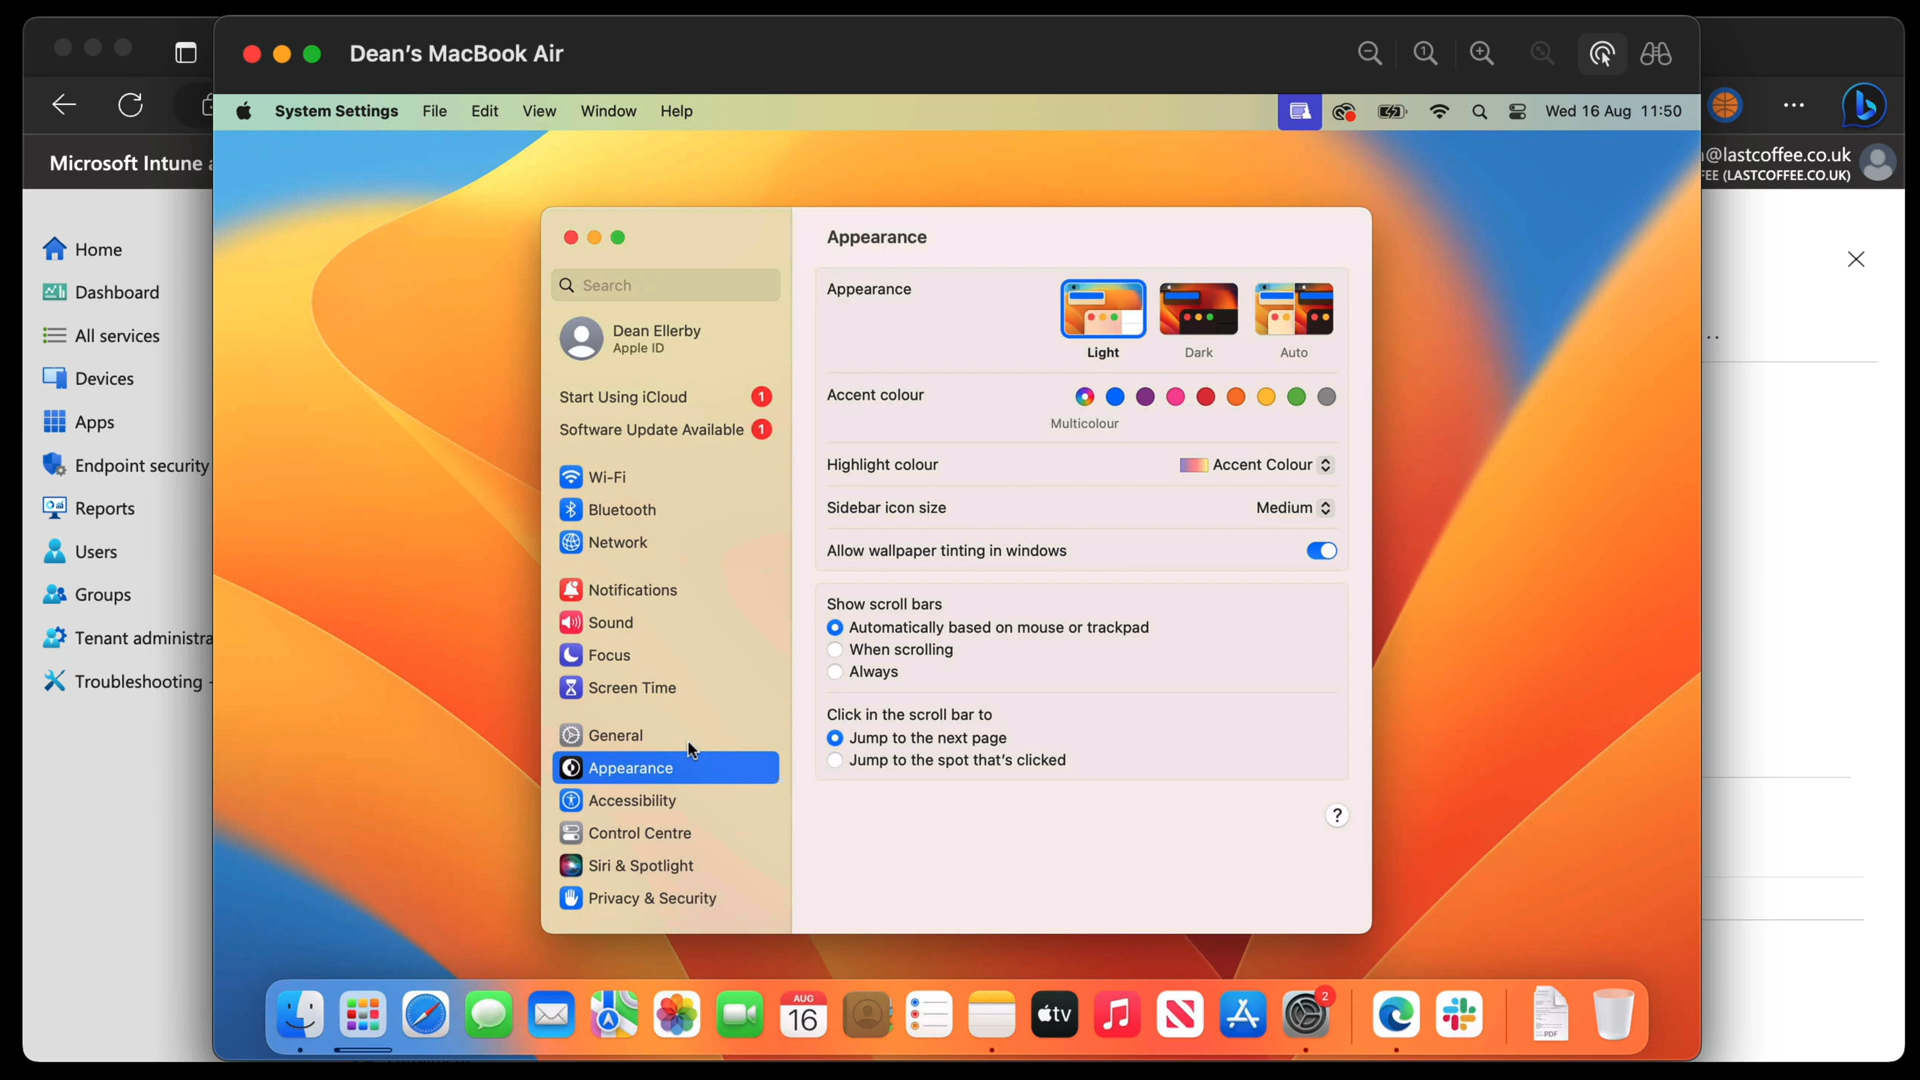 Dean's MacBook Air
System Settings File Edit View Window Help
Wed 16 Aug 11:50
Microsoft Intune
@lastcoffee.co.uk
(LASTCOFFEE.CO.UK)
Home
Dashboard
All services
Devices
Apps
Endpoint security
Reports
Users
Groups
Tenant
Troubleshooting -
Search
Dean Ellerby
Apple ID
Start Using iCloud 1
Software Update Available 1
Wi-Fi
Bluetooth
Network
Notifications
Sound
Focus
Screen Time
General
Appearance
Accessibility
Control Centre
Siri & Spotlight
Privacy & Security
Appearance
Appearance
Light Dark Auto
Accent colour
Multicolour
Highlight colour Accent Colour
Sidebar icon size Medium
Allow wallpaper tinting in windows
Show scroll bars
Automatically based on mouse or trackpad
When scrolling
Always
Click in the scroll bar to
Jump to the next page
Jump to the spot that's clicked
?
AUG
16
tv
2
PDF